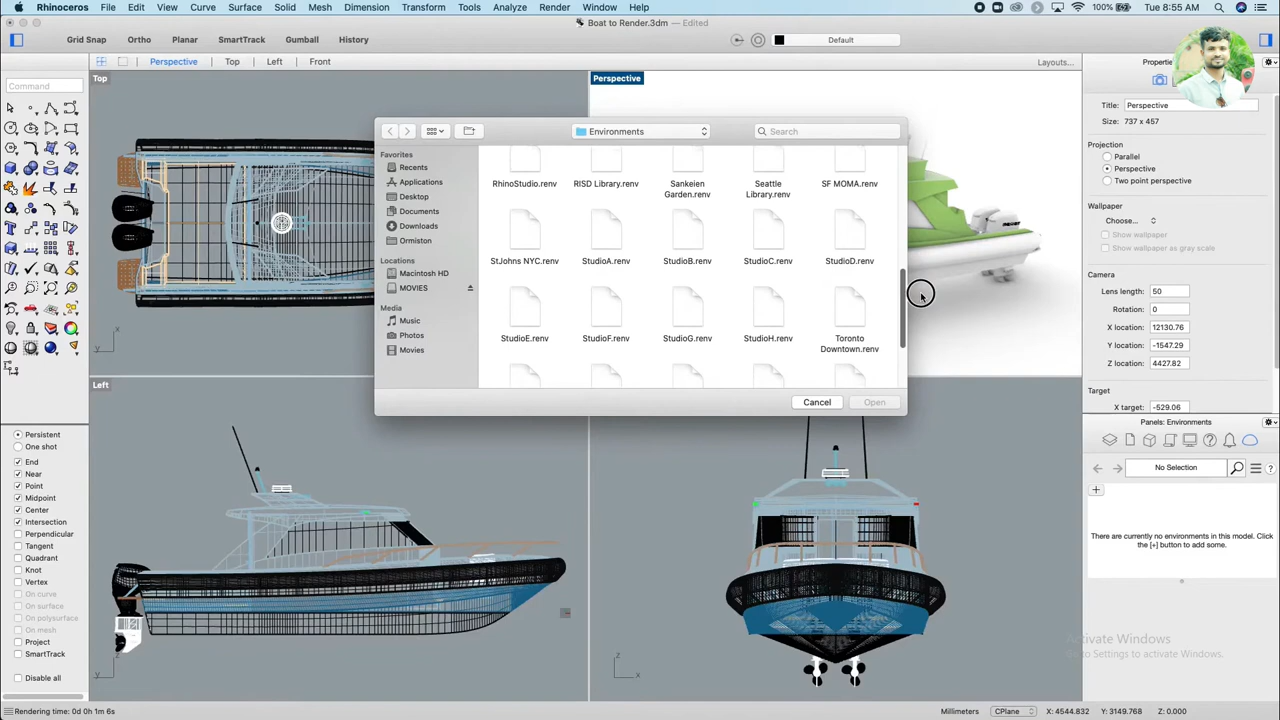 Rhinoceros File Edit View Curve Surface Solid Mesh Dimension Transform Tools Analyze Render Window Help 100% Tue 8:55 AM
Boat to Render.3dm — Edited
Grid Snap Ortho Planar SmartTrack Gumball History Default
Perspective Top Left Front Layouts...
Command
Top
Perspective
Environments
Search
Favorites
Recents
Applications
Desktop
Documents
Downloads
Ormiston
Locations
Macintosh HD
MOVIES
Media
Music
Photos
Movies
RhinoStudio.renv RISD Library.renv Sankeien Garden.renv Seattle Library.renv SF MOMA.renv
StJohns NYC.renv StudioA.renv StudioB.renv StudioC.renv StudioD.renv
StudioE.renv StudioF.renv StudioG.renv StudioH.renv Toronto Downtown.renv
Cancel Open
Title: Perspective
Size: 737 x 457
Projection
Parallel
Perspective
Two point perspective
Wallpaper
Choose...
Show wallpaper
Show wallpaper as gray scale
Camera
Lens length: 50
Rotation: 0
X location: 12130.76
Y location: -1547.29
Z location: 4427.82
Target
X target: -529.06
Panels: Environments
No Selection
There are currently no environments in this model. Click
the [+] button to add some.
y
x
Left
z
y
z
x
Persistent
One shot
End
Near
Point
Midpoint
Center
Intersection
Perpendicular
Tangent
Quadrant
Knot
Vertex
On curve
On surface
On polysurface
On mesh
Project
SmartTrack
Disable all
Activate Windows
Go to Settings to activate Windows.
Rendering time: 0d 0h 1m 6s Millimeters CPlane X: 4544.832 Y: 3149.768 Z: 0.000